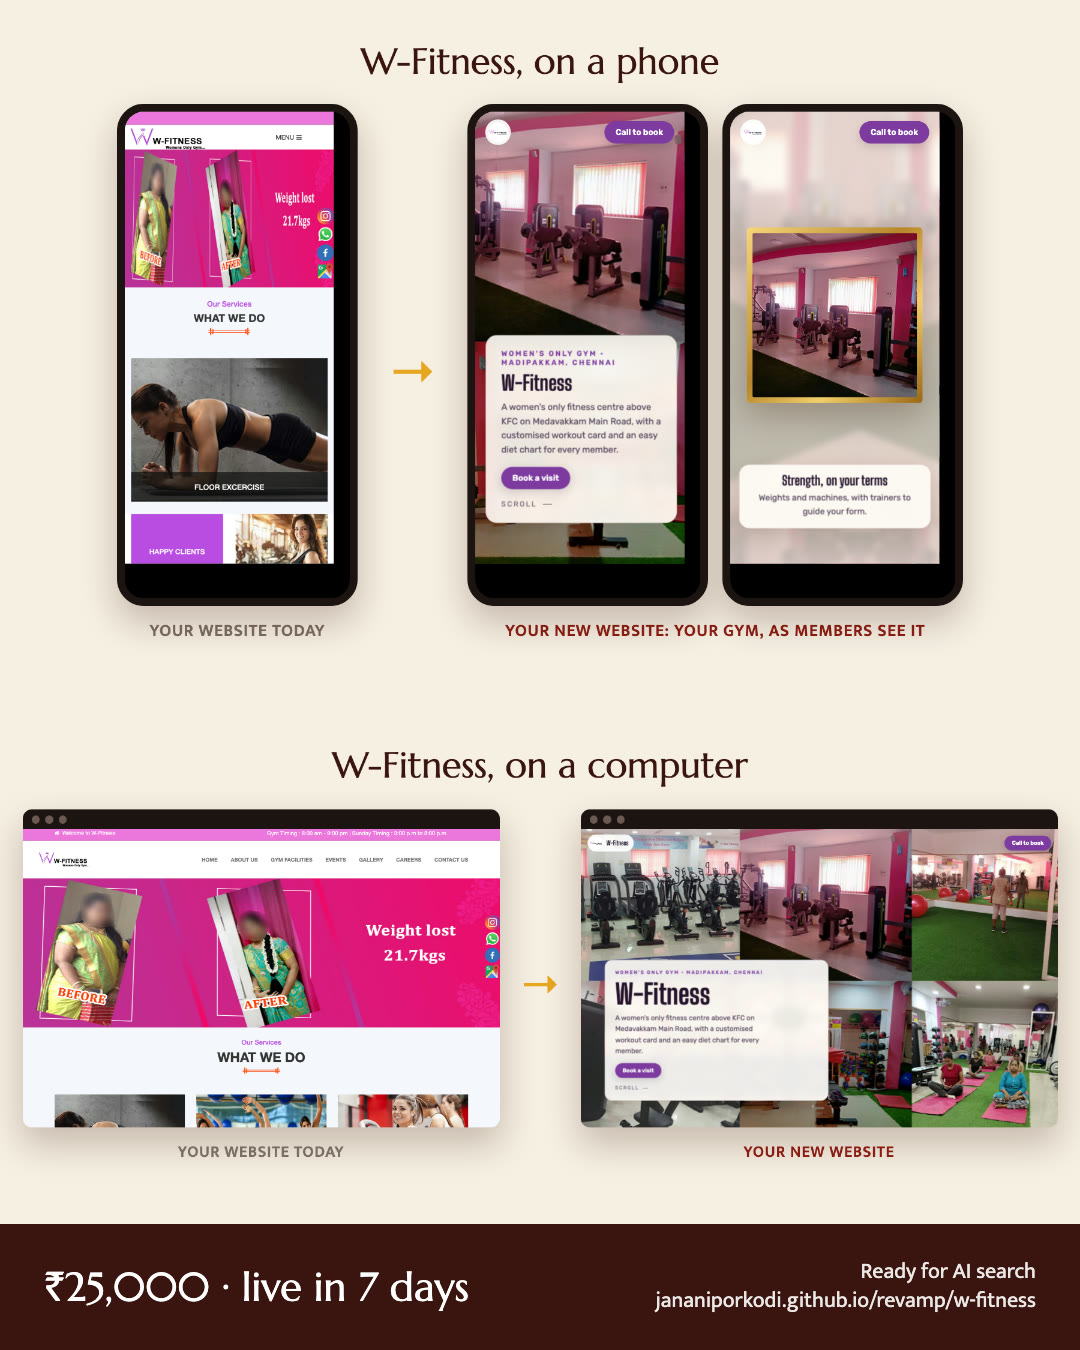 W-Fitness, on a phone
W-FITNESS
Womens Only Gym...
MENU
Weight lost
21.7kgs
BEFORE
AFTER
Our Services
WHAT WE DO
FLOOR EXCERCISE
HAPPY CLIENTS
Call to book
WOMEN'S ONLY GYM -
MADIPAKKAM, CHENNAI
W-Fitness
A women's only fitness centre above
KFC on Medavakkam Main Road, with a
customised workout card and an easy
diet chart for every member.
Book a visit
SCROLL
Call to book
Strength, on your terms
Weights and machines, with trainers to
guide your form.
YOUR WEBSITE TODAY
YOUR NEW WEBSITE: YOUR GYM, AS MEMBERS SEE IT
W-Fitness, on a computer
Welcome to W-Fitness
W-FITNESS
HOME ABOUT US GYM FACILITIES EVENTS GALLERY CAREERS CONTACT US
Weight lost
21.7kgs
BEFORE
AFTER
Our Services
WHAT WE DO
W-Fitness
Call to book
WOMEN'S ONLY GYM - MADIPAKKAM, CHENNAI
W-Fitness
A women's only fitness centre above KFC on
Medavakkam Main Road, with a customised
workout card and an easy diet chart for every
member.
Book a visit
SCROLL
YOUR WEBSITE TODAY
YOUR NEW WEBSITE
₹25,000 · live in 7 days
Ready for AI search
jananiporkodi.github.io/revamp/w-fitness